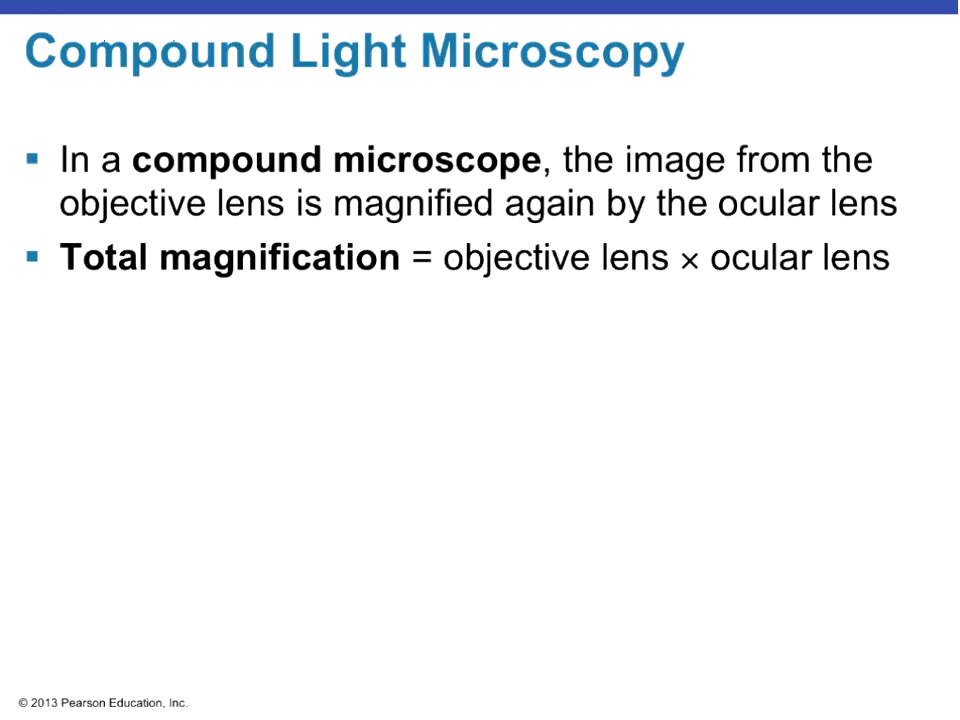 Compound Light Microscopy
▪ In a compound microscope, the image from the
objective lens is magnified again by the ocular lens
▪ Total magnification = objective lens × ocular lens
© 2013 Pearson Education, Inc.